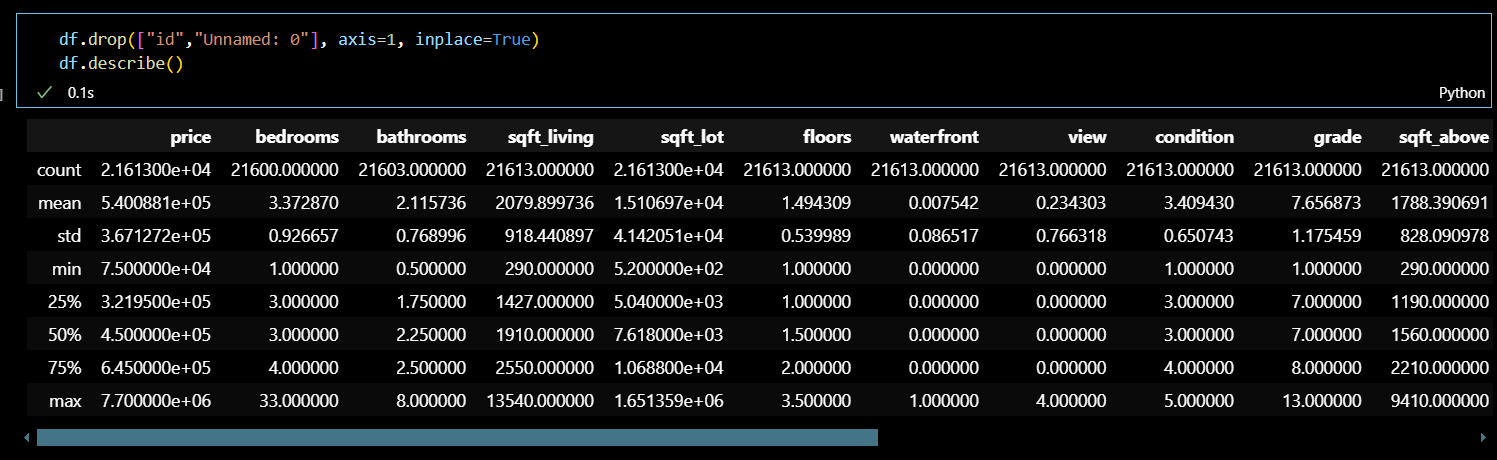 df.drop(["id","Unnamed: 0"], axis=1, inplace=True)
df.describe()
0.1s
Python
price bedrooms bathrooms sqft_living sqft_lot floors waterfront view condition grade sqft_above
count 2.161300e+04 21600.000000 21603.000000 21613.000000 2.161300e+04 21613.000000 21613.000000 21613.000000 21613.000000 21613.000000 21613.000000
mean 5.400881e+05 3.372870 2.115736 2079.899736 1.510697e+04 1.494309 0.007542 0.234303 3.409430 7.656873 1788.390691
std 3.671272e+05 0.926657 0.768996 918.440897 4.142051e+04 0.539989 0.086517 0.766318 0.650743 1.175459 828.090978
min 7.500000e+04 1.000000 0.500000 290.000000 5.200000e+02 1.000000 0.000000 0.000000 1.000000 1.000000 290.000000
25% 3.219500e+05 3.000000 1.750000 1427.000000 5.040000e+03 1.000000 0.000000 0.000000 3.000000 7.000000 1190.000000
50% 4.500000e+05 3.000000 2.250000 1910.000000 7.618000e+03 1.500000 0.000000 0.000000 3.000000 7.000000 1560.000000
75% 6.450000e+05 4.000000 2.500000 2550.000000 1.068800e+04 2.000000 0.000000 0.000000 4.000000 8.000000 2210.000000
max 7.700000e+06 33.000000 8.000000 13540.000000 1.651359e+06 3.500000 1.000000 4.000000 5.000000 13.000000 9410.000000